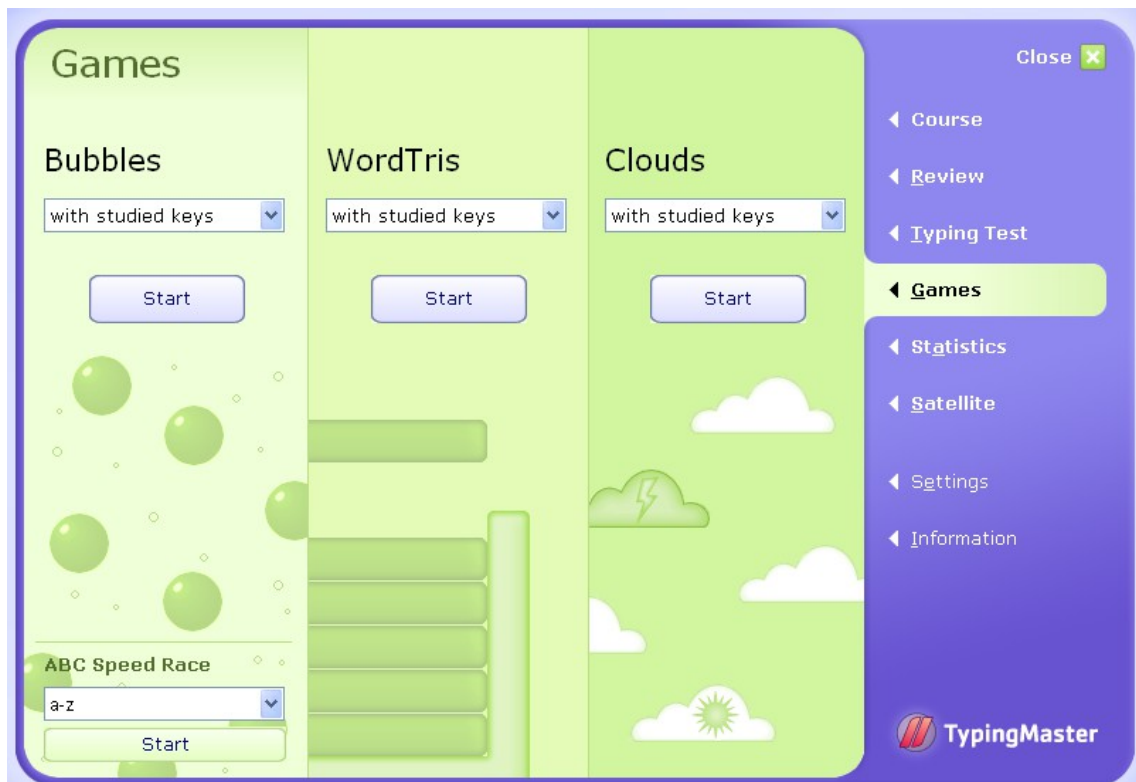 Games
Bubbles
with studied keys
Start
ABC Speed Race
a-z
Start
WordTris
with studied keys
Start
Clouds
with studied keys
Start
Close
Course
Review
Typing Test
Games
Statistics
Satellite
Settings
Information
TypingMaster